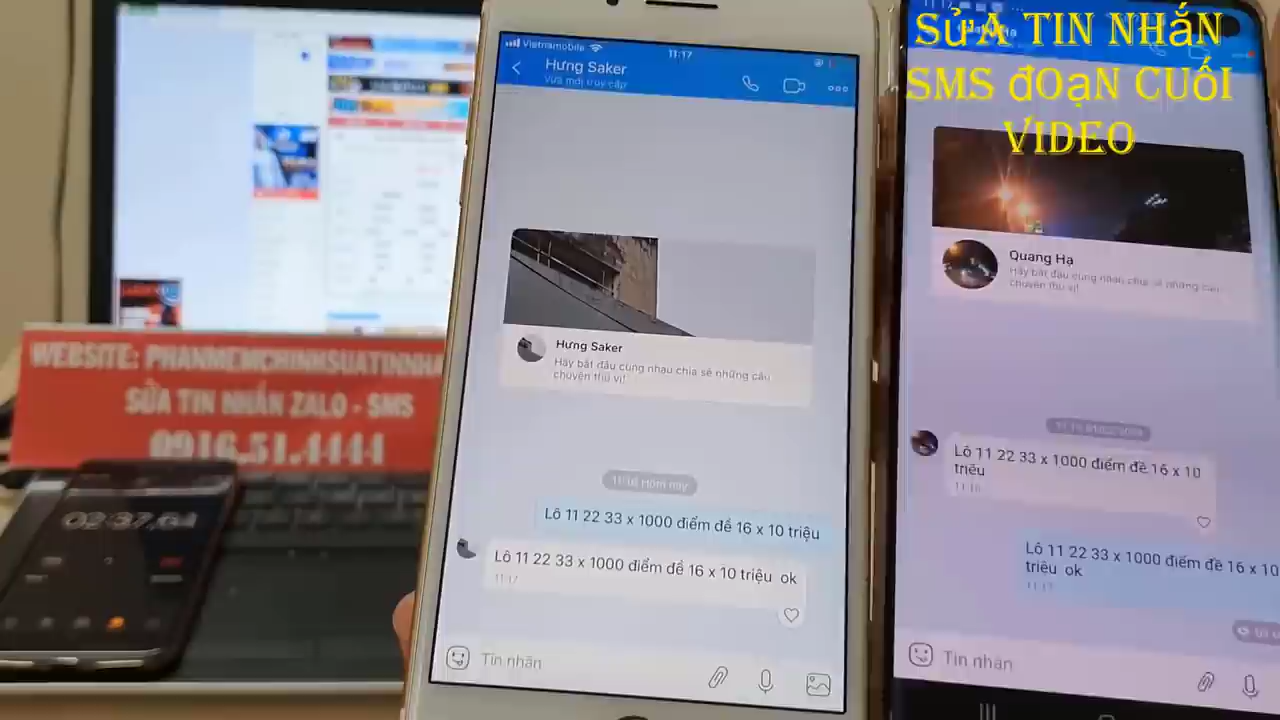 SỬA TIN NHẮN
SMS ĐOẠN CUỐI
VIDEO
Vietnamobile
11:17
Hưng Saker
Vừa mới truy cập
Hưng Saker
Hãy bắt đầu cùng nhau chia sẻ những câu
chuyện thú vị!
11:16 Hôm nay
Lô 11 22 33 x 1000 điểm đề 16 x 10 triệu
Lô 11 22 33 x 1000 điểm đề 16 x 10 triệu ok
11:17
Tin nhắn
11:17
Quang Hạ
Hãy bắt đầu cùng nhau chia sẻ những câu
chuyện thú vị!
Lô 11 22 33 x 1000 điểm đề 16 x 10
triệu
11:16
Lô 11 22 33 x 1000 điểm đề 16 x 10
triệu ok
11:17
Tin nhắn
WEBSITE: PHANMEMCHINHSUATINNHA
SỬA TIN NHẮN ZALO - SMS
0916.51.4444
02:37,64